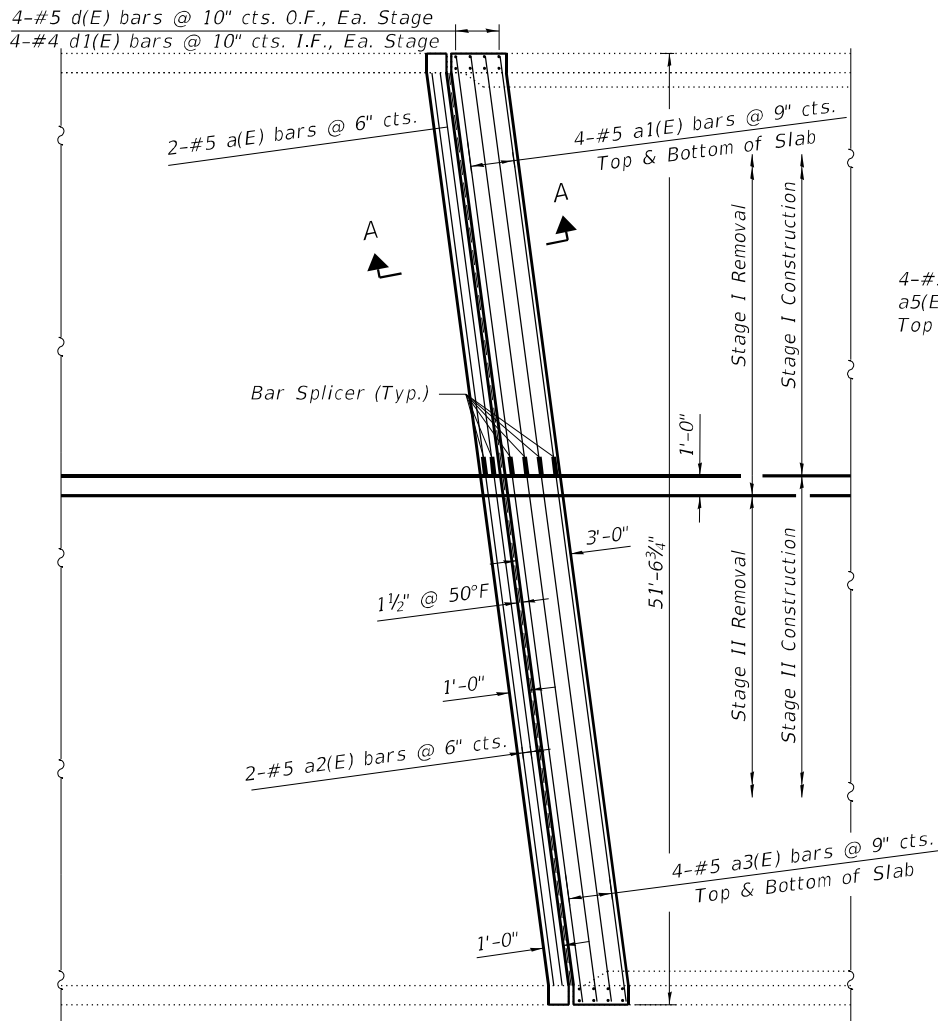 4-#5 d(E) bars @ 10" cts. O.F., Ea. Stage
4-#4 d1(E) bars @ 10" cts. I.F., Ea. Stage
2-#5 a(E) bars @ 6" cts.
4-#5 a1(E) bars @ 9" cts.
Top & Bottom of Slab
A
A
Stage I Removal
Stage I Construction
4-#
a5(E
Top
Bar Splicer (Typ.)
1'-0"
3'-0"
51'-6¾"
1½" @ 50°F
Stage II Removal
Stage II Construction
1'-0"
2-#5 a2(E) bars @ 6" cts.
4-#5 a3(E) bars @ 9" cts.
Top & Bottom of Slab
1'-0"